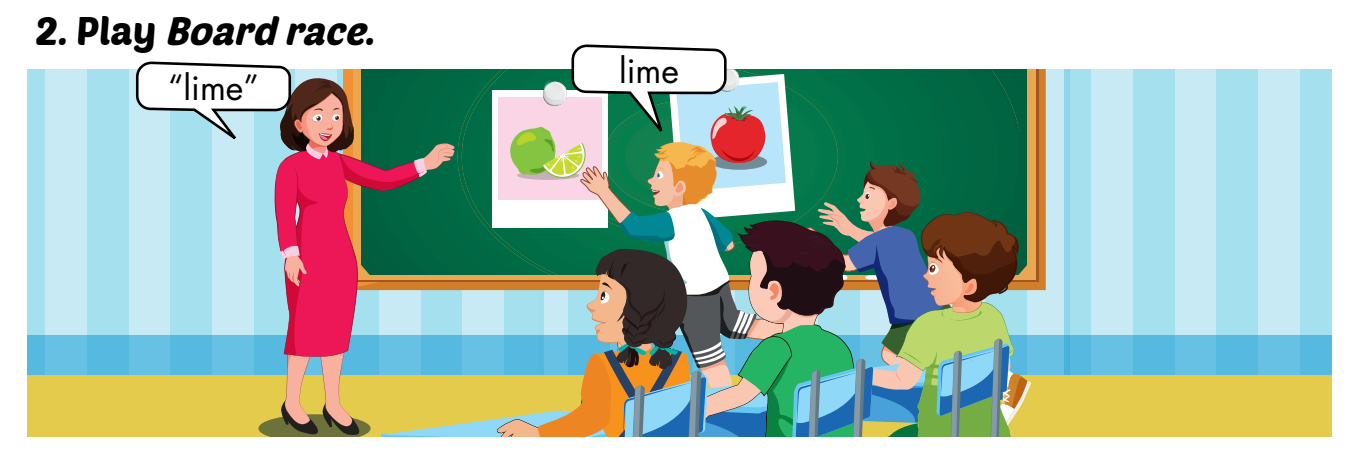 2. Play Board race.
“lime”
lime